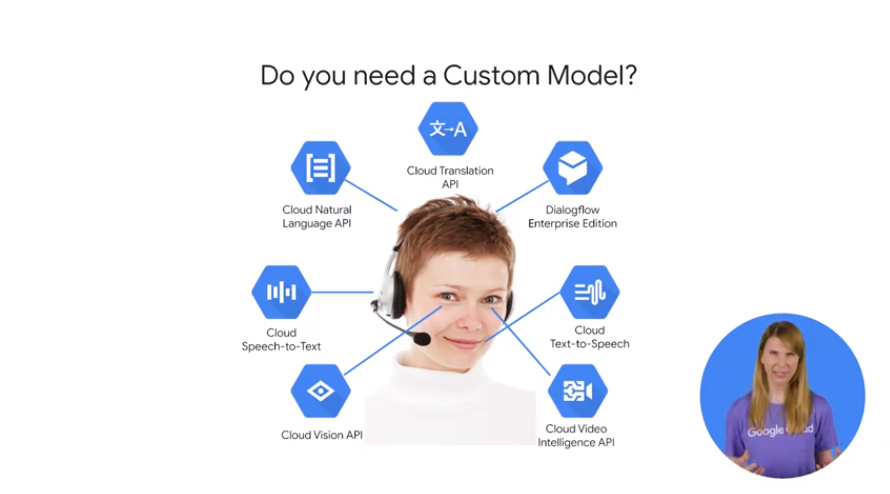 Do you need a Custom Model?
文→A
Cloud Translation
API
Cloud Natural
Language API
Dialogflow
Enterprise Edition
Cloud
Speech-to-Text
Cloud
Text-to-Speech
Cloud Vision API
Cloud Video
Intelligence API
Google Cloud